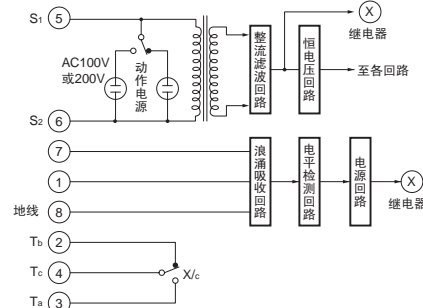 S1 5
X
继电器
整流滤波回路
恒电压回路
AC100V
或200V
动作电源
至各回路
S2 6
7
1
地线 8
浪涌吸收回路
电平检测回路
电源回路
X
继电器
Tb 2
Tc 4
X/c
Ta 3